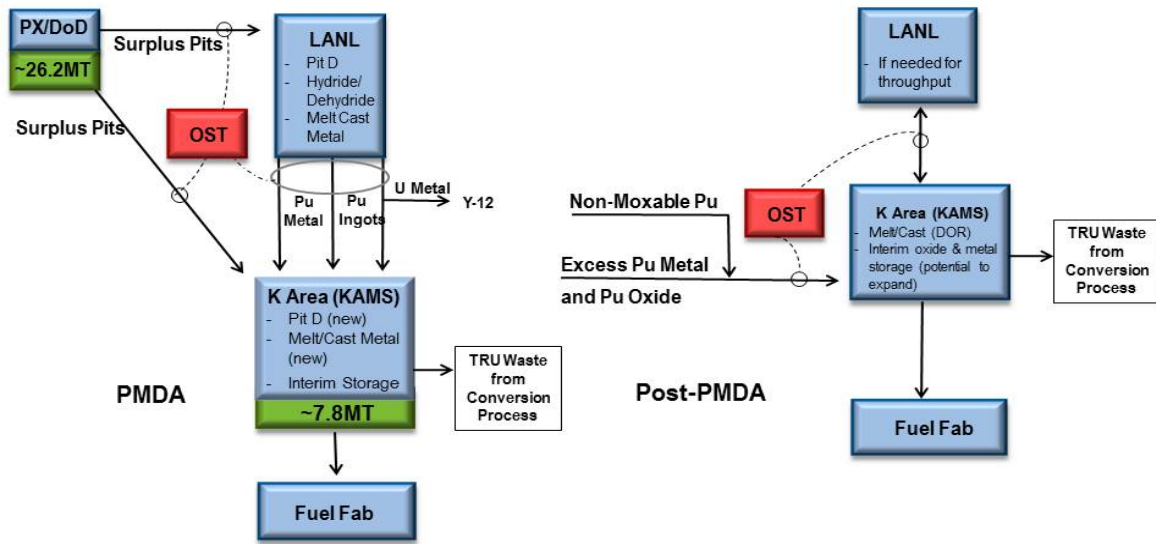 PX/DoD
~26.2MT
Surplus Pits
Surplus Pits
OST
LANL
- Pit D
- Hydride/
Dehydride
- Melt Cast
Metal
Pu
Metal
Pu
Ingots
U Metal
Y-12
K Area (KAMS)
- Pit D (new)
- Melt/Cast Metal
(new)
- Interim Storage
~7.8MT
TRU Waste
from
Conversion
Process
PMDA
Fuel Fab
LANL
- If needed for
throughput
OST
Non-Moxable Pu
Excess Pu Metal
and Pu Oxide
K Area (KAMS)
- Melt/Cast (DOR)
- Interim oxide & metal
storage (potential to
expand)
TRU Waste
from
Conversion
Process
Post-PMDA
Fuel Fab